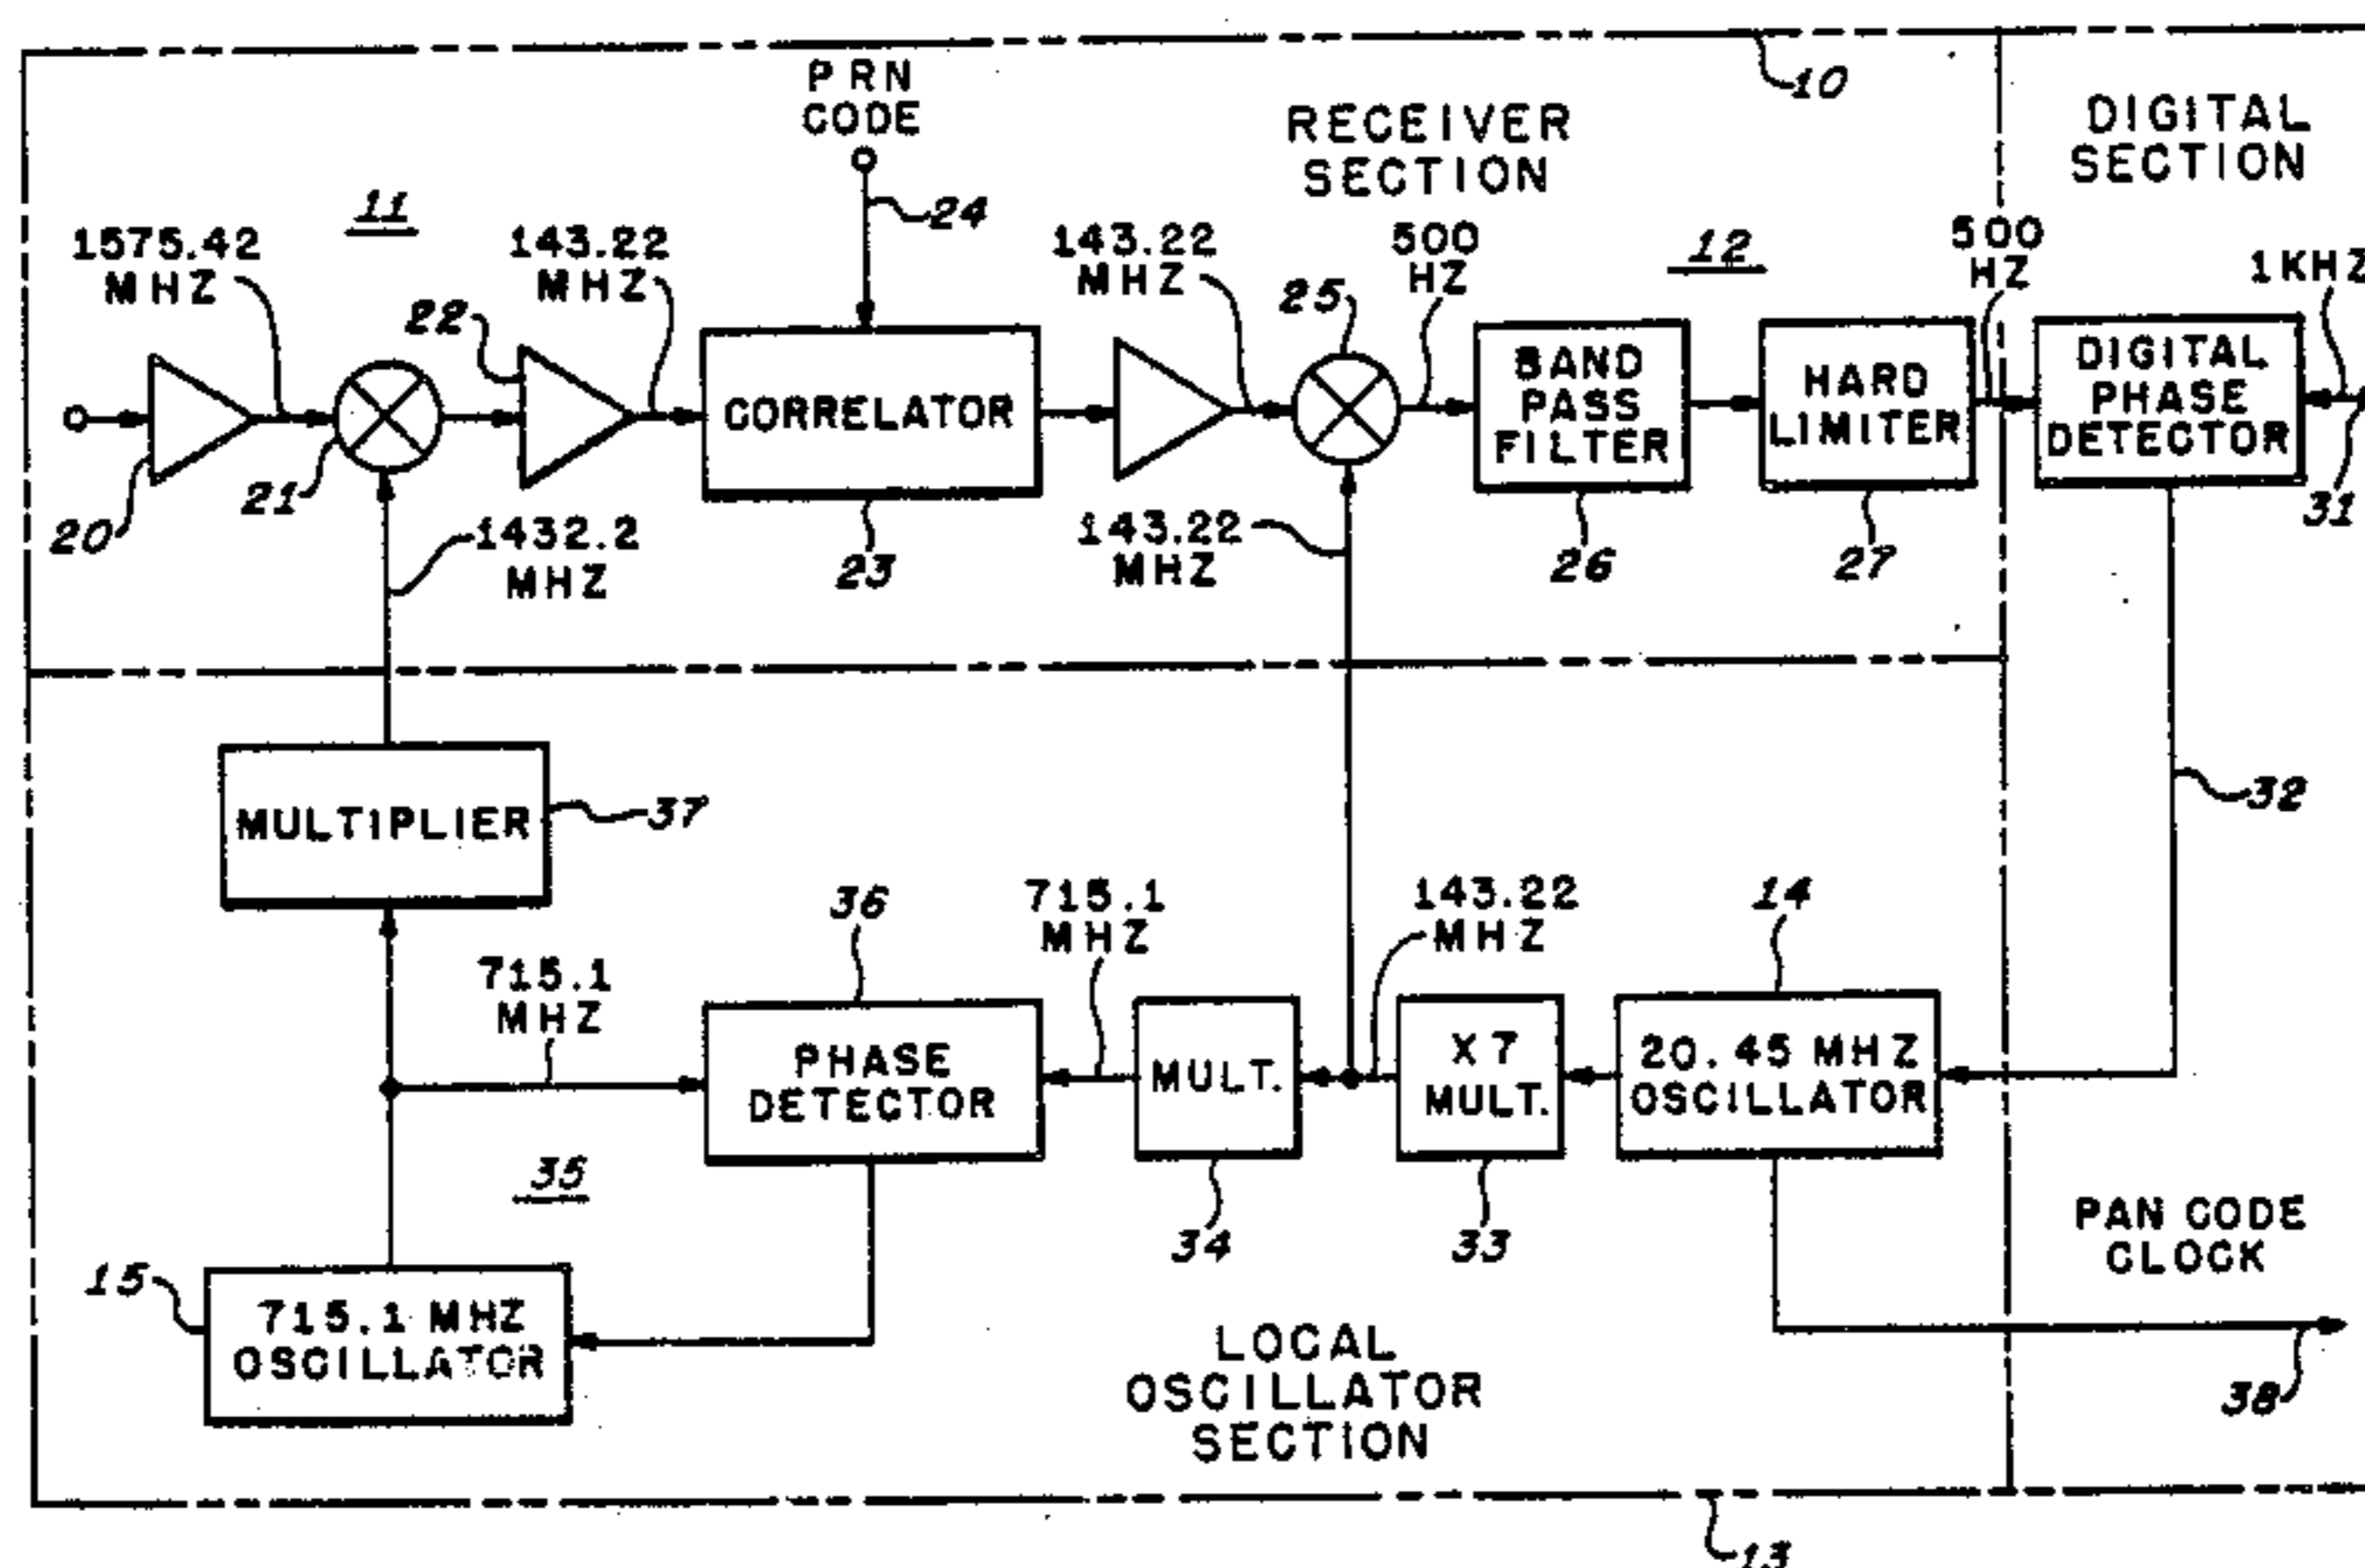 10
PRN
CODE
RECEIVER
SECTION
DIGITAL
SECTION
11
24
12
1575.42
MHZ
143.22
MHZ
143.22
MHZ
500
HZ
500
HZ
1KHZ
22
25
CORRELATOR
BAND
PASS
FILTER
HARD
LIMITER
DIGITAL
PHASE
DETECTOR
20
21
1432.2
MHZ
23
143.22
MHZ
26
27
31
MULTIPLIER
37
32
36
715.1
MHZ
143.22
MHZ
14
715.1
MHZ
PHASE
DETECTOR
MULT.
X7
MULT.
20.45 MHZ
OSCILLATOR
35
34
33
PAN CODE
CLOCK
15
715.1 MHZ
OSCILLATOR
LOCAL
OSCILLATOR
SECTION
38
13